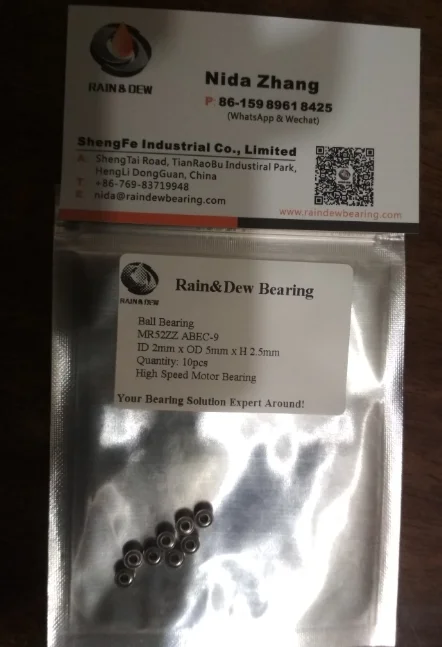 RAIN & DEW
Nida Zhang
P: 86-159 8961 8425
(WhatsApp & Wechat)
ShengFe Industrial Co., Limited
A: ShengTai Road, TianRaoBu Industiral Park,
HengLi DongGuan, China
T: +86-769-83719948
E: nida@raindewbearing.com
www.raindewbearing.com
RAIN & DEW
Rain&Dew Bearing
Ball Bearing
MR52ZZ ABEC-9
ID 2mm x OD 5mm x H 2.5mm
Quantity: 10pcs
High Speed Motor Bearing
Your Bearing Solution Expert Around!